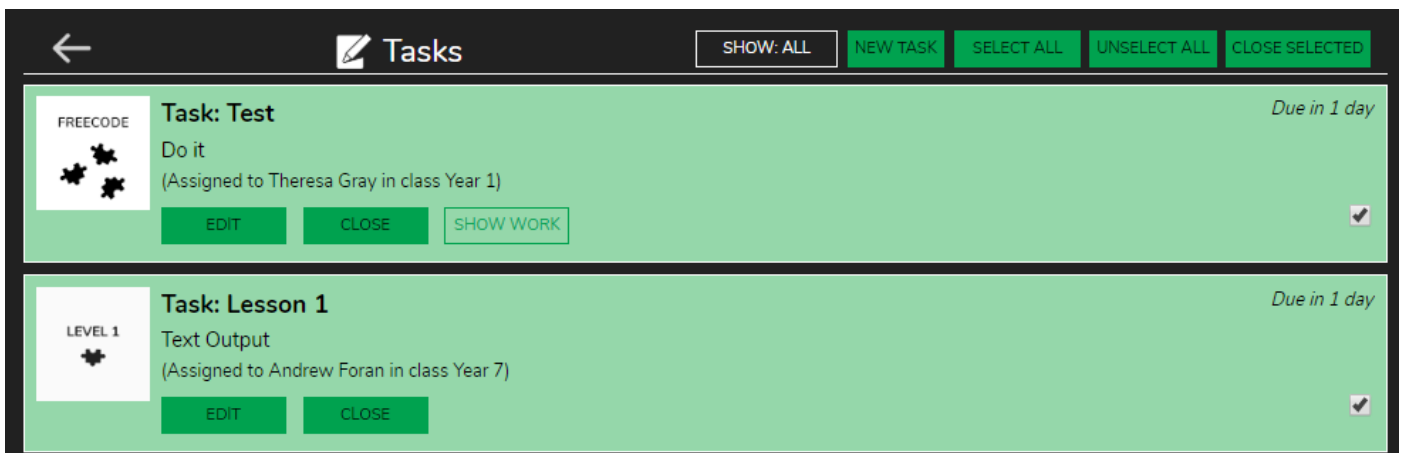 Tasks
SHOW: ALL
NEW TASK
SELECT ALL
UNSELECT ALL
CLOSE SELECTED
FREECODE
Task: Test
Due in 1 day
Do it
(Assigned to Theresa Gray in class Year 1)
EDIT
CLOSE
SHOW WORK
LEVEL 1
Task: Lesson 1
Due in 1 day
Text Output
(Assigned to Andrew Foran in class Year 7)
EDIT
CLOSE